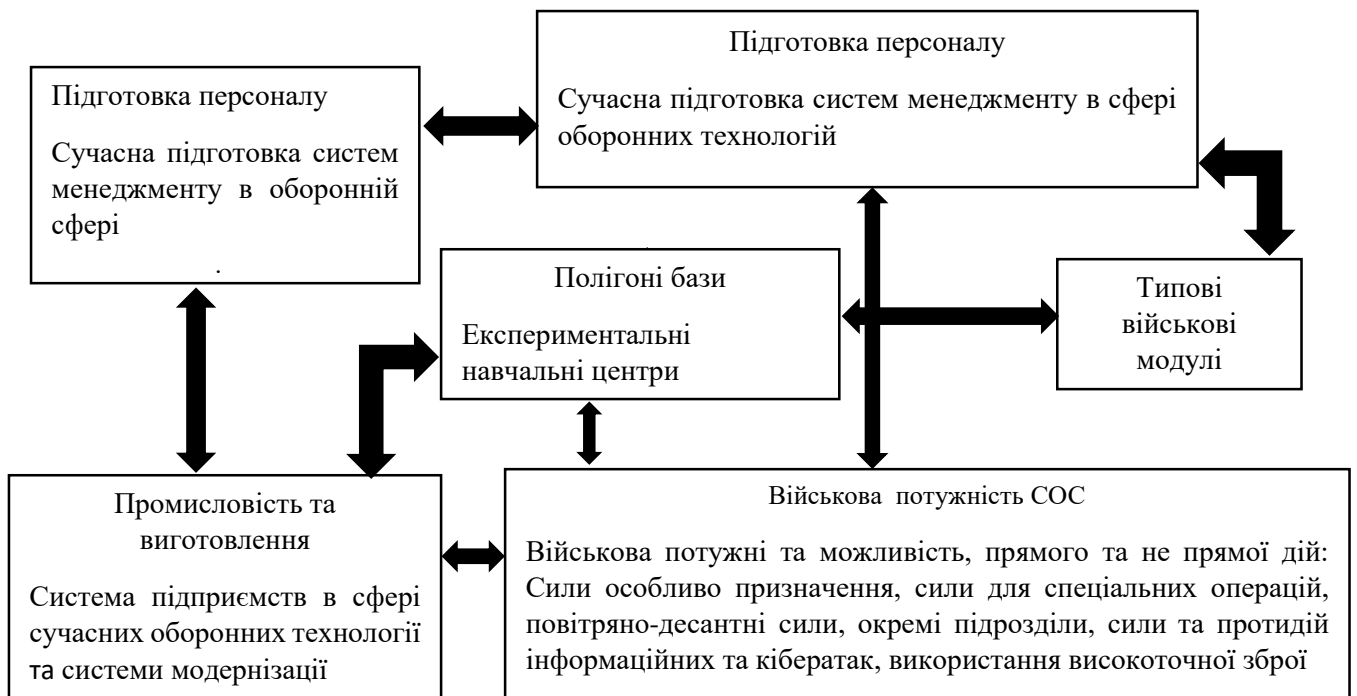 Підготовка персоналу
Сучасна підготовка систем менеджменту в сфері
оборонних технологій
Підготовка персоналу
Сучасна підготовка систем
менеджменту в оборонній
сфері
.
Полігоні бази
Експериментальні
навчальні центри
Типові
військові
модулі
Промисловість та
виготовлення
Система підприємств в сфері
сучасних оборонних технології
та системи модернізації
Військова потужність СОС
Військова потужні та можливість, прямого та не прямої дій:
Сили особливо призначення, сили для спеціальних операцій,
повітряно-десантні сили, окремі підрозділи, сили та протидій
інформаційних та кібератак, використання високоточної зброї